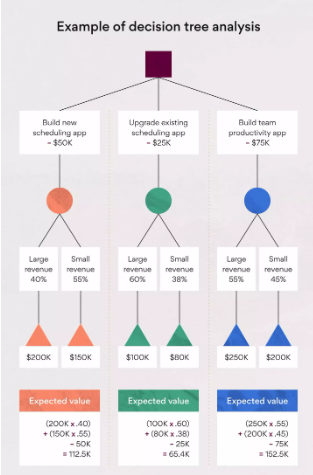 Example of decision tree analysis
Build new
scheduling app
~ $50K
Upgrade existing
scheduling app
~ $25K
Build team
productivity app
~ $75K
Large
revenue
40%
Small
revenue
55%
Large
revenue
60%
Small
revenue
38%
Large
revenue
55%
Small
revenue
45%
$200K
$150K
$100K
$80K
$250K
$200K
Expected value
(200K x .40)
+ (150K x .55)
– 50K
= 112.5K
Expected value
(100K x .60)
+ (80K x .38)
– 25K
= 65.4K
Expected value
(250K x .55)
+ (200K x .45)
– 75K
= 152.5K